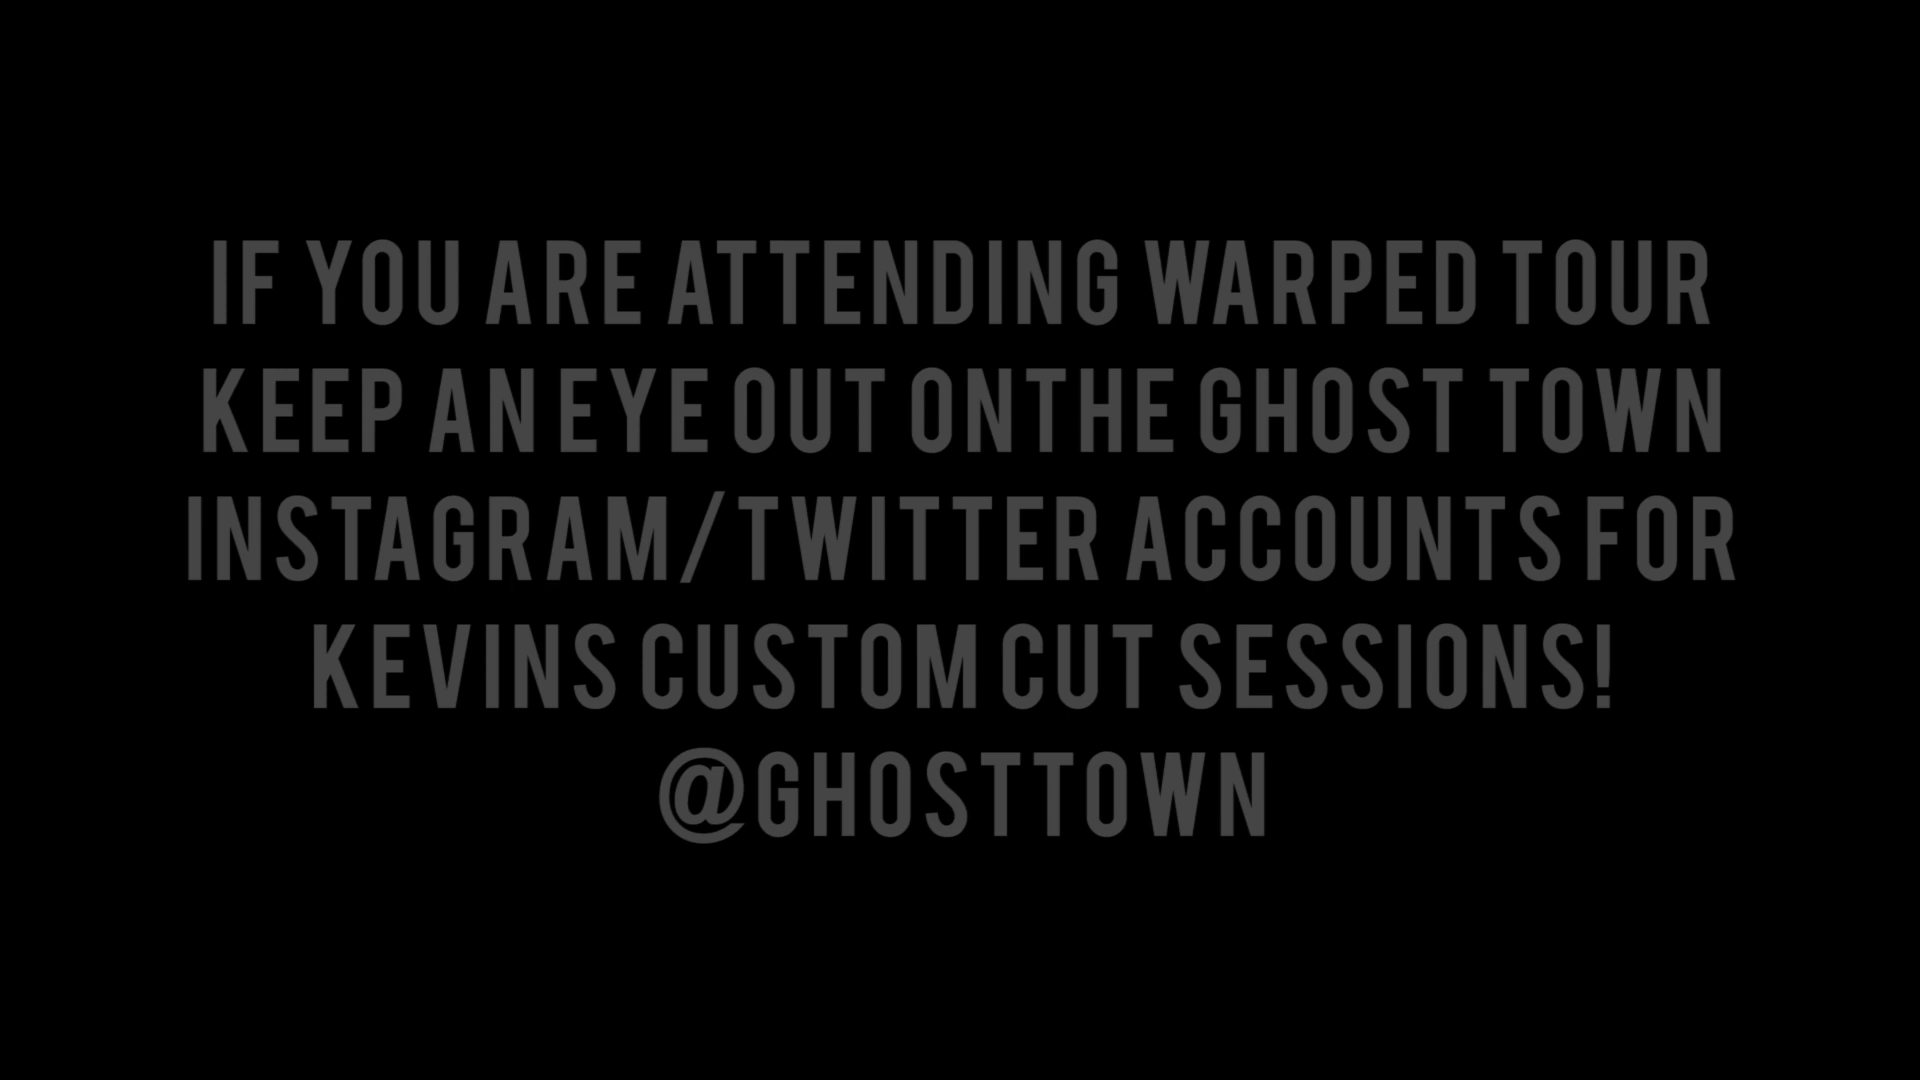 IF YOU ARE ATTENDING WARPED TOUR
KEEP AN EYE OUT ONTHE GHOST TOWN
INSTAGRAM/TWITTER ACCOUNTS FOR
KEVINS CUSTOM CUT SESSIONS!
@GHOSTTOWN